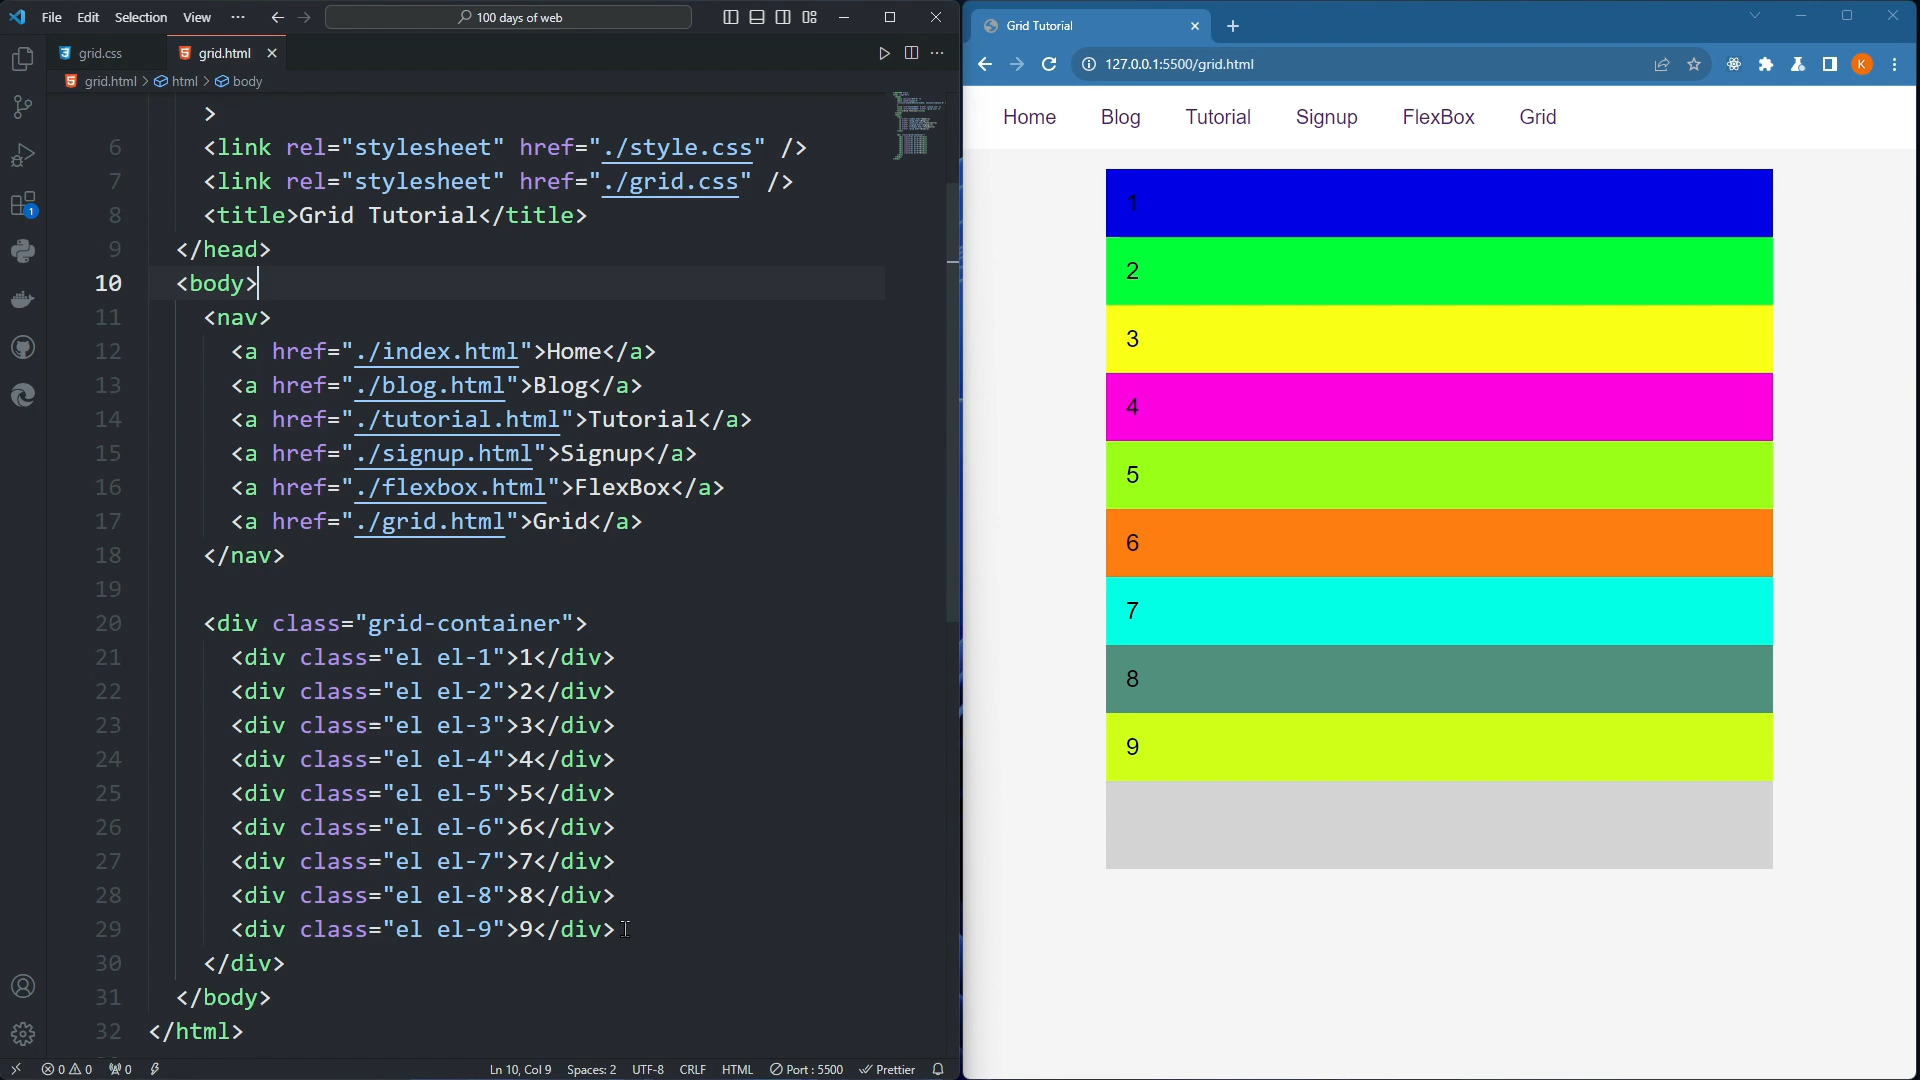 File Edit Selection View ··· 100 days of web
grid.css
grid.html
grid.html > html > body
>
6 <link rel="stylesheet" href="./style.css" />
7 <link rel="stylesheet" href="./grid.css" />
8 <title>Grid Tutorial</title>
9 </head>
10 <body>
11 <nav>
12 <a href="./index.html">Home</a>
13 <a href="./blog.html">Blog</a>
14 <a href="./tutorial.html">Tutorial</a>
15 <a href="./signup.html">Signup</a>
16 <a href="./flexbox.html">FlexBox</a>
17 <a href="./grid.html">Grid</a>
18 </nav>
19
20 <div class="grid-container">
21 <div class="el el-1">1</div>
22 <div class="el el-2">2</div>
23 <div class="el el-3">3</div>
24 <div class="el el-4">4</div>
25 <div class="el el-5">5</div>
26 <div class="el el-6">6</div>
27 <div class="el el-7">7</div>
28 <div class="el el-8">8</div>
29 <div class="el el-9">9</div>
30 </div>
31 </body>
32 </html>
1
0 0 0 Ln 10, Col 9 Spaces: 2 UTF-8 CRLF HTML Port : 5500 Prettier
Grid Tutorial
127.0.0.1:5500/grid.html
K
Home Blog Tutorial Signup FlexBox Grid
1
2
3
4
5
6
7
8
9